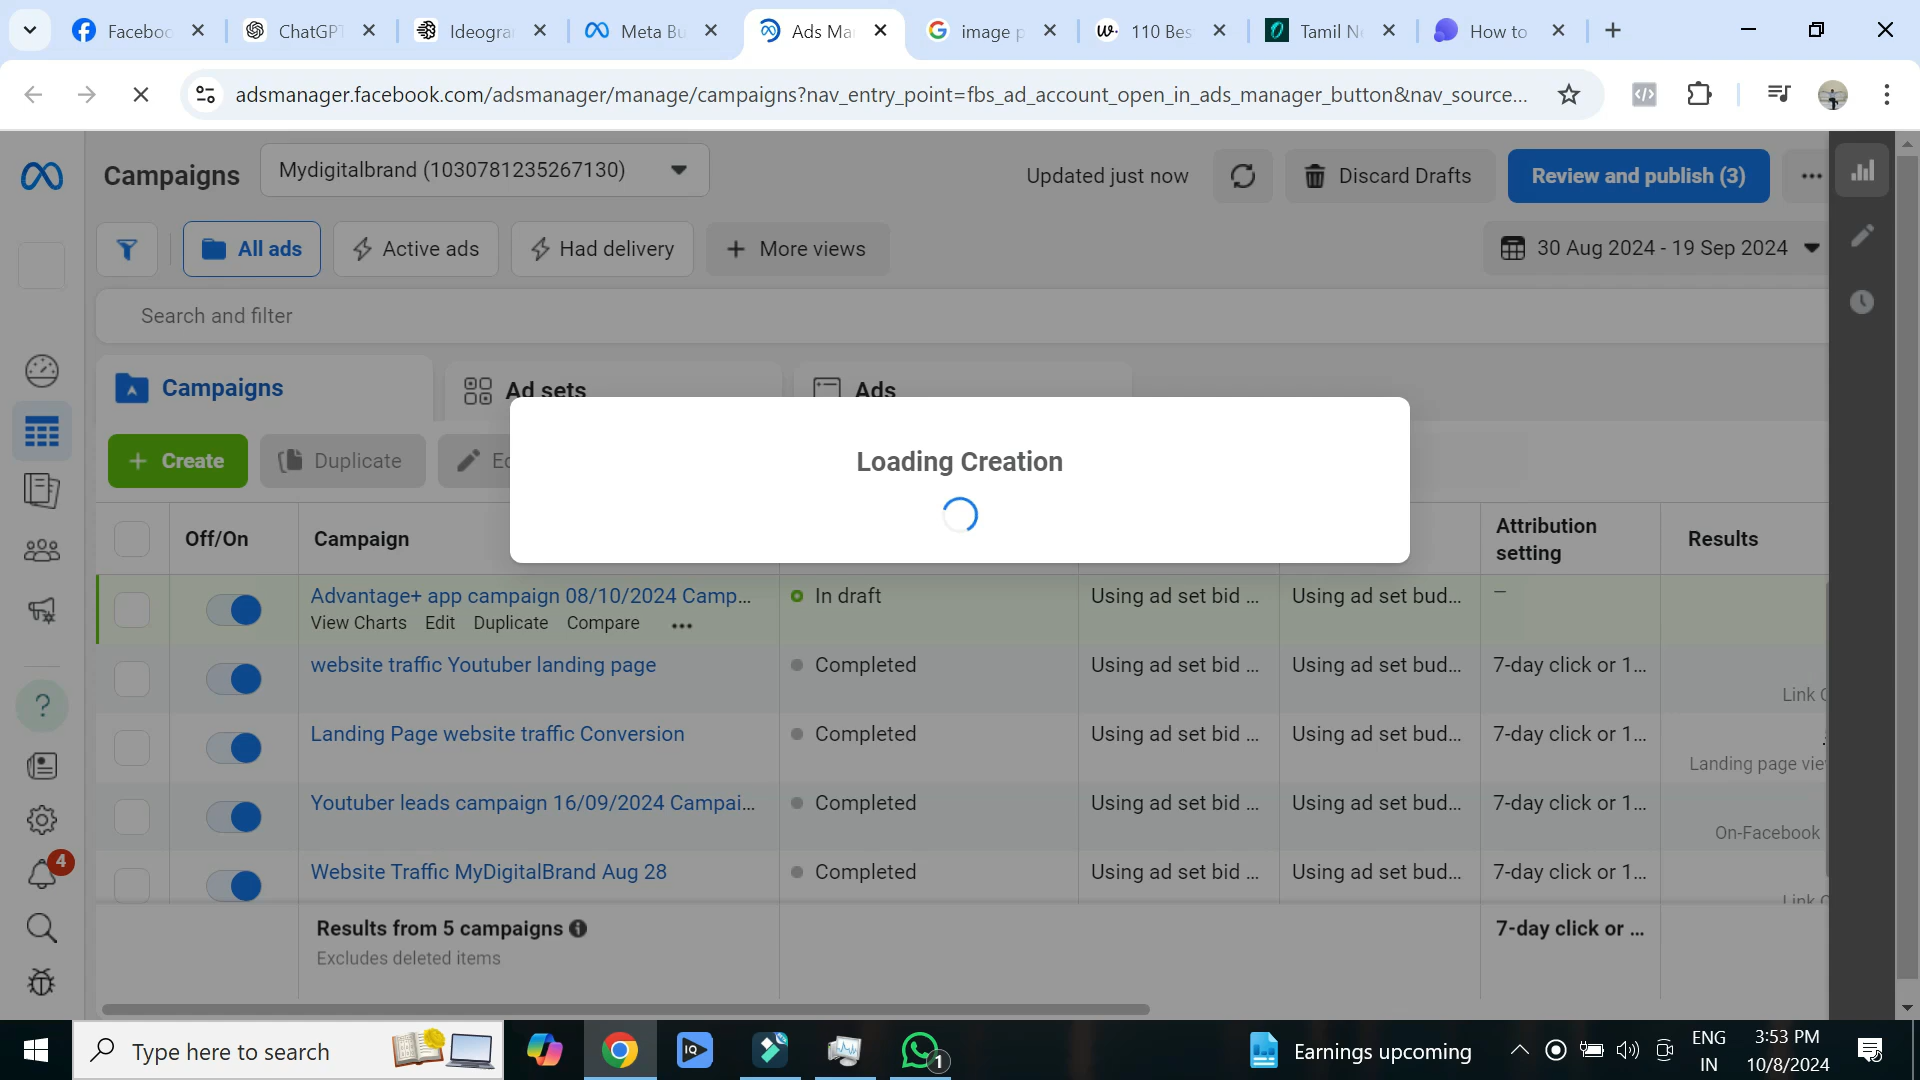 Faceboo
ChatGPT
Ideogra
Meta Bu
Ads Ma
image p
110 Bes
Tamil N
How to
adsmanager.facebook.com/adsmanager/manage/campaigns?nav_entry_point=fbs_ad_account_open_in_ads_manager_button&nav_source...
Campaigns
Mydigitalbrand (1030781235267130)
Updated just now
Discard Drafts
Review and publish (3)
All ads
Active ads
Had delivery
+ More views
30 Aug 2024 - 19 Sep 2024
Search and filter
Campaigns
Ad sets
Ads
+ Create
Duplicate
Loading Creation
Off/On
Campaign
Attribution
setting
Results
Advantage+ app campaign 08/10/2024 Camp...
In draft
Using ad set bid ...
Using ad set bud...
—
View Charts Edit Duplicate Compare ...
website traffic Youtuber landing page
Completed
Using ad set bid ...
Using ad set bud...
7-day click or 1...
Link C
Landing Page website traffic Conversion
Completed
Using ad set bid ...
Using ad set bud...
7-day click or 1...
Landing page vie
Youtuber leads campaign 16/09/2024 Campai...
Completed
Using ad set bid ...
Using ad set bud...
7-day click or 1...
On-Facebook
Website Traffic MyDigitalBrand Aug 28
Completed
Using ad set bid ...
Using ad set bud...
7-day click or 1...
Link C
Results from 5 campaigns
7-day click or ...
Excludes deleted items
?
4
Type here to search
IQ
1
Earnings upcoming
ENG
IN
3:53 PM
10/8/2024